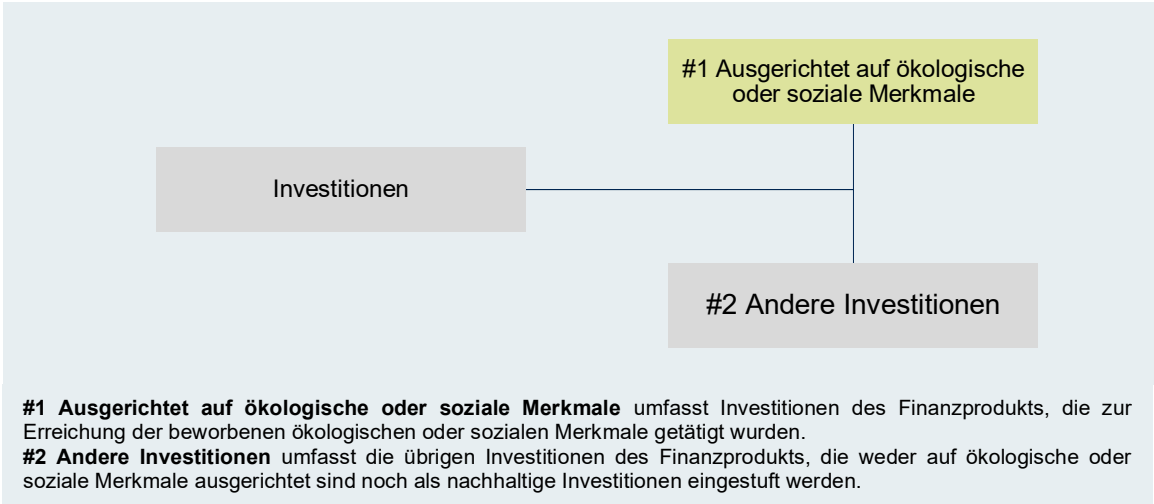 #1 Ausgerichtet auf ökologische
oder soziale Merkmale
Investitionen
#2 Andere Investitionen
#1 Ausgerichtet auf ökologische oder soziale Merkmale umfasst Investitionen des Finanzprodukts, die zur
Erreichung der beworbenen ökologischen oder sozialen Merkmale getätigt wurden.
#2 Andere Investitionen umfasst die übrigen Investitionen des Finanzprodukts, die weder auf ökologische oder
soziale Merkmale ausgerichtet sind noch als nachhaltige Investitionen eingestuft werden.